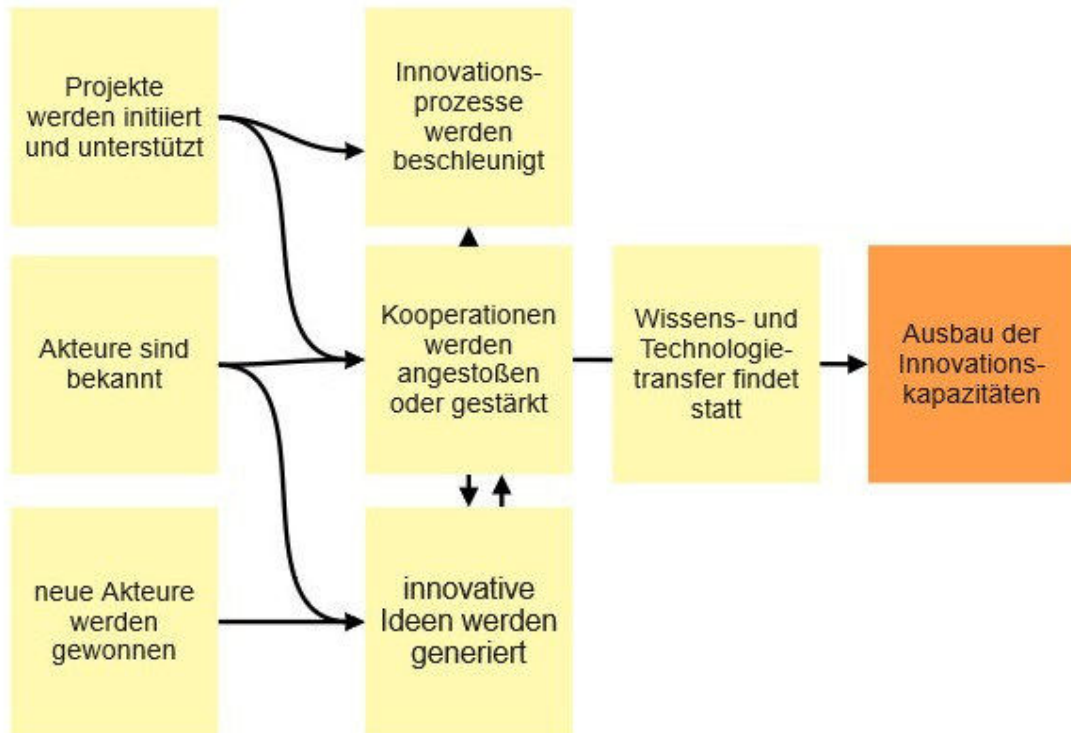 Projekte
werden initiiert
und unterstützt
Innovations-
prozesse
werden
beschleunigt
Akteure sind
bekannt
Kooperationen
werden
angestoßen
oder gestärkt
Wissens- und
Technologie-
transfer findet
statt
Ausbau der
Innovations-
kapazitäten
neue Akteure
werden
gewonnen
innovative
Ideen werden
generiert